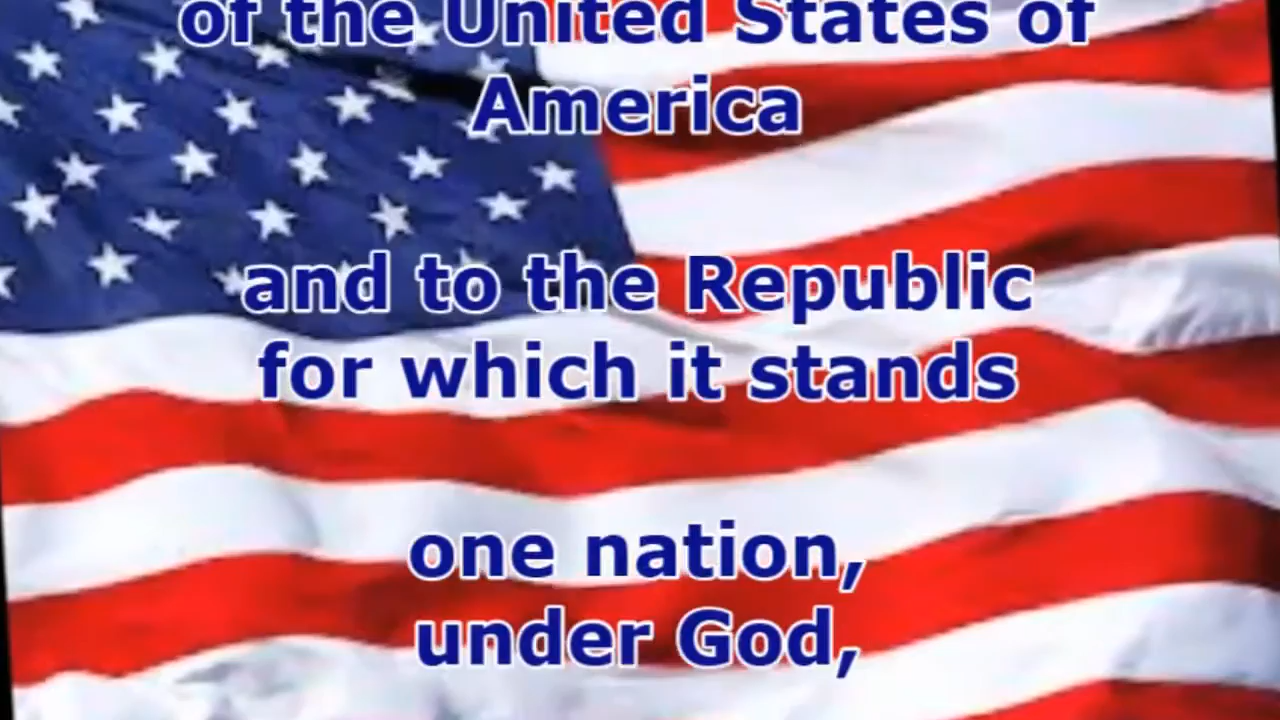 of the United States of
America
and to the Republic
for which it stands
one nation,
under God,